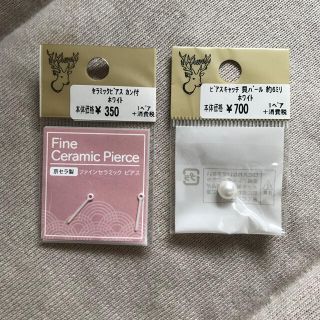 セラミックピアス カン付
ホワイト
本体価格¥ 350
1ペア
+消費税
Fine
Ceramic Pierce
京セラ製 ファインセラミック ピアス
ピアスキャッチ 貝パール 約6ミリ
ホワイト
本体価格¥ 700
1ペア
+消費税